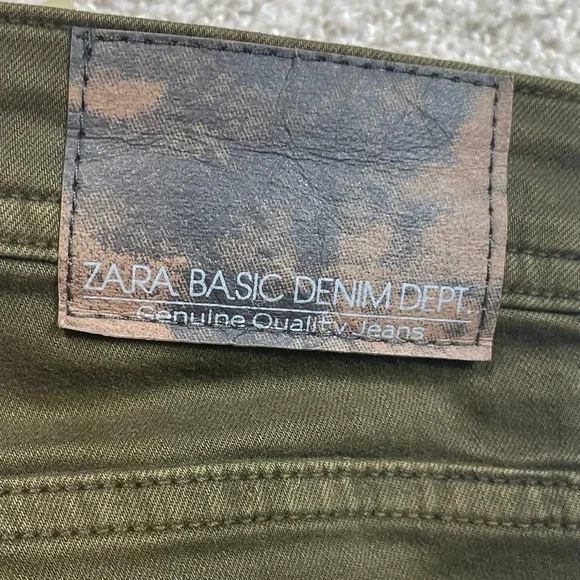 ZARA BASIC DENIM DEPT.
Genuine Quality Jeans